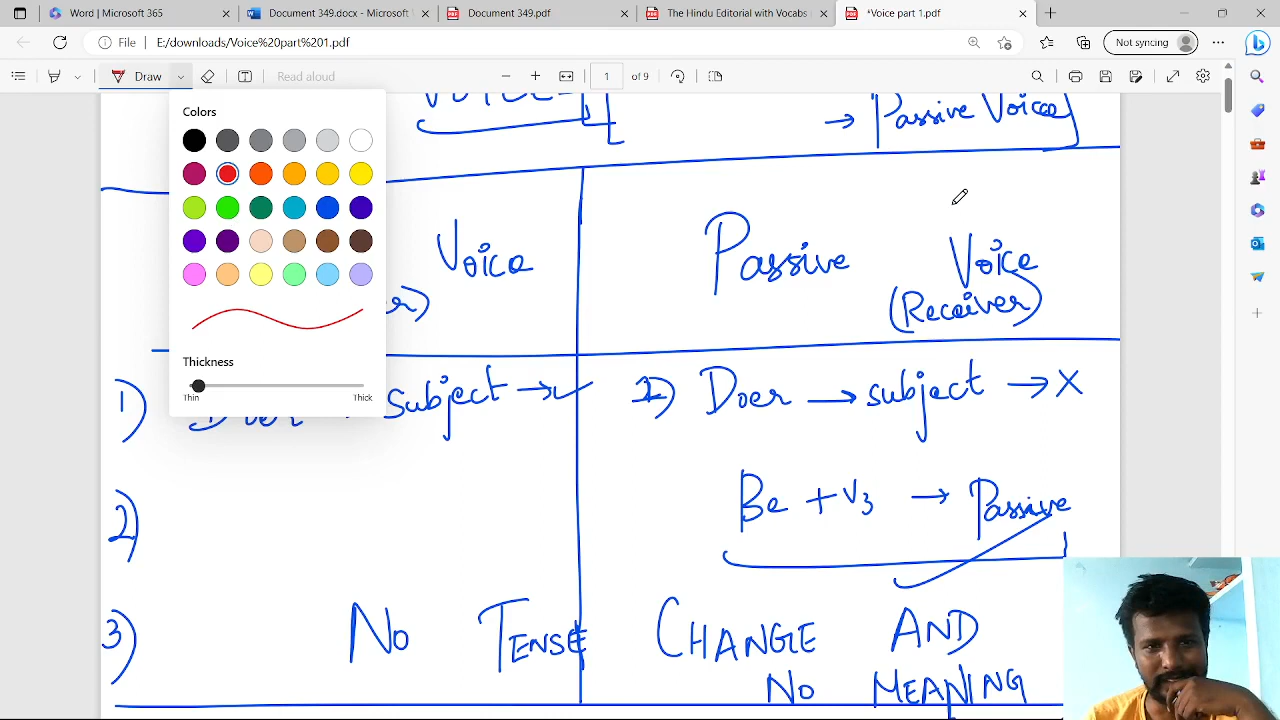 Word | Microsoft 365
Document 349.docx - Microsoft
Document 349.pdf
The Hindu Editorial with Vocabs
*Voice part 1.pdf
File
E:/downloads/Voice%20part%201.pdf
Not syncing
Draw
Read aloud
1
of 9
Colors
Thickness
Thin
Thick
VOICE
→ Passive Voice
Voice
er)
Passive Voice
(Receiver)
1) Doer → subject → ✓
2) Doer → subject → X
2)
Be + V3 → Passive
3)
No TENSE CHANGE AND
No MEANING